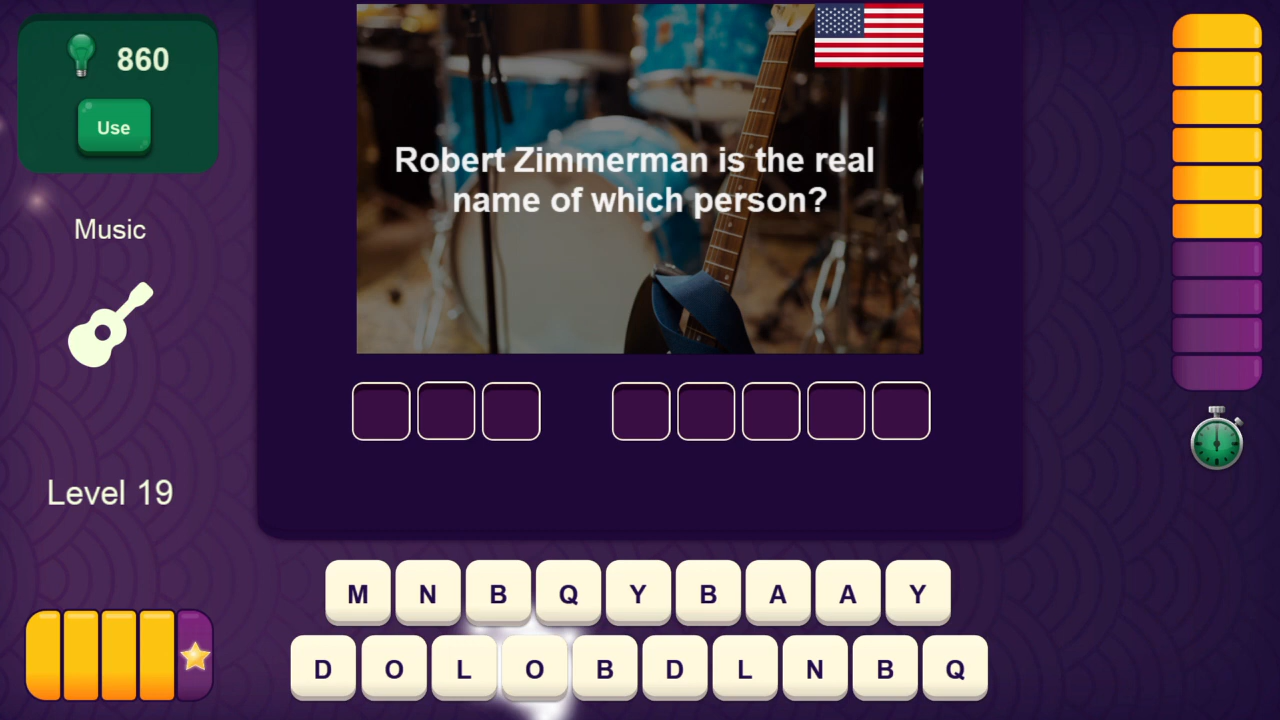 860
Use
Music
Level 19
Robert Zimmerman is the real
name of which person?
M N B Q Y B A A Y
D O L O B D L N B Q